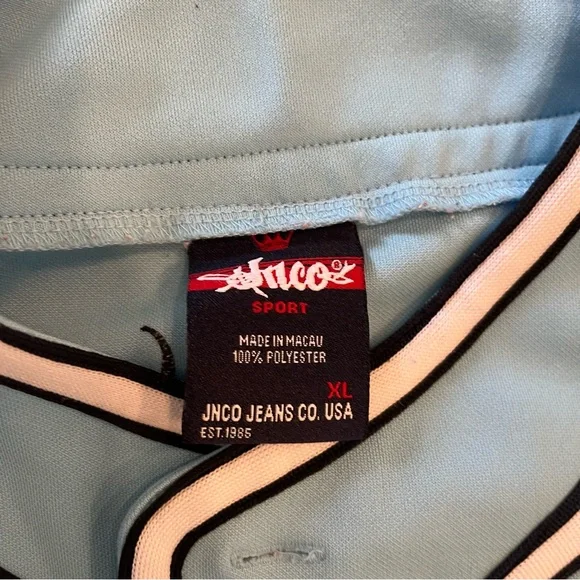 JNCO
SPORT
MADE IN MACAU
100% POLYESTER
XL
JNCO JEANS CO. USA
EST. 1985